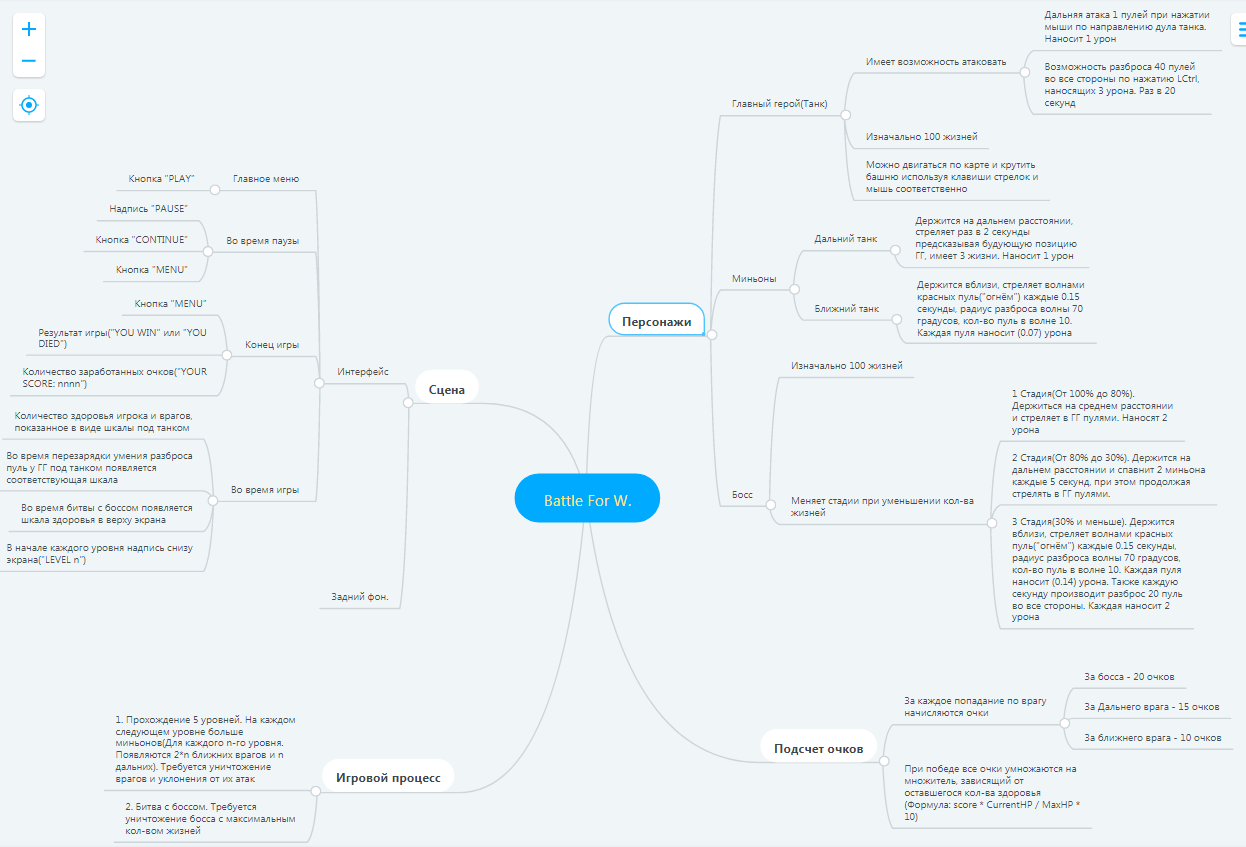 Battle For W.
Персонажи
Главный герой(Танк)
Имеет возможность атаковать
Дальняя атака 1 пулей при нажатии
мыши по направлению дула танка.
Наносит 1 урон
Возможность разброса 40 пулей
во все стороны по нажатию LCtrl,
наносящих 3 урона. Раз в 20
секунд
Изначально 100 жизней
Можно двигаться по карте и крутить
башню используя клавиши стрелок и
мышь соответственно
Миньоны
Дальний танк
Держится на дальнем расстоянии,
стреляет раз в 2 секунды
предсказывая будующую позицию
ГГ, имеет 3 жизни. Наносит 1 урон
Ближний танк
Держится вблизи, стреляет волнами
красных пуль("огнём") каждые 0.15
секунды, радиус разброса волны 70
градусов, кол-во пуль в волне 10.
Каждая пуля наносит (0.07) урона
Босс
Изначально 100 жизней
Меняет стадии при уменьшении кол-ва
жизней
1 Стадия(От 100% до 80%).
Держиться на среднем расстоянии
и стреляет в ГГ пулями. Наносят 2
урона
2 Стадия(От 80% до 30%). Держится на
дальнем расстоянии и спавнит 2 миньона
каждые 5 секунд, при этом продолжая
стрелять в ГГ пулями.
3 Стадия(30% и меньше). Держится
вблизи, стреляет волнами красных
пуль("огнём") каждые 0.15 секунды,
радиус разброса волны 70 градусов,
кол-во пуль в волне 10. Каждая пуля
наносит (0.14) урона. Также каждую
секунду производит разброс 20 пуль
во все стороны. Каждая наносит 2
урона
Подсчет очков
За каждое попадание по врагу
начисляются очки
За босса - 20 очков
За Дальнего врага - 15 очков
За ближнего врага - 10 очков
При победе все очки умножаются на
множитель, зависящий от
оставшегося кол-ва здоровья
(Формула: score * CurrentHP / MaxHP *
10)
Сцена
Интерфейс
Главное меню
Кнопка "PLAY"
Во время паузы
Надпись "PAUSE"
Кнопка "CONTINUE"
Кнопка "MENU"
Конец игры
Кнопка "MENU"
Результат игры("YOU WIN" или "YOU
DIED")
Количество заработанных очков("YOUR
SCORE: nnnn")
Во время игры
Количество здоровья игрока и врагов,
показанное в виде шкалы под танком
Во время перезарядки умения разброса
пуль у ГГ под танком появляется
соответствующая шкала
Во время битвы с боссом появляется
шкала здоровья в верху экрана
В начале каждого уровня надпись снизу
экрана("LEVEL n")
Задний фон.
Игровой процесс
1. Прохождение 5 уровней. На каждом
следующем уровне больше
миньонов(Для каждого n-го уровня.
Появляются 2*n ближних врагов и n
дальних). Требуется уничтожение
врагов и уклонения от их атак
2. Битва с боссом. Требуется
уничтожение босса с максимальным
кол-вом жизней